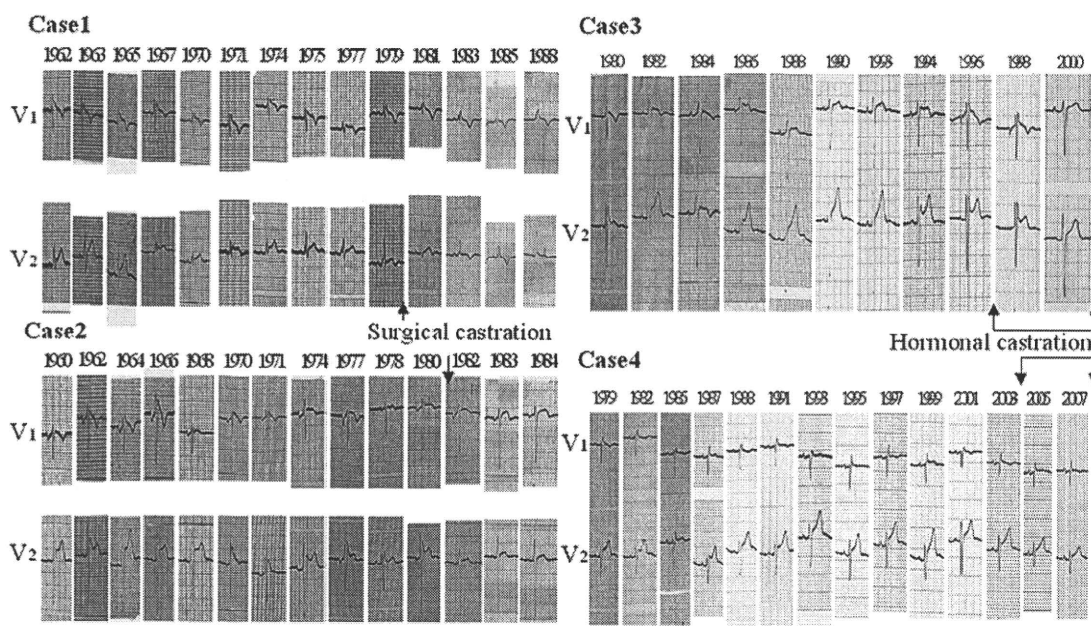 Case1
1962 1963 1965 1967 1970 1971 1974 1975 1977 1979 1981 1983 1985 1988
V1
V2
Surgical castration
Case2
1960 1962 1964 1966 1968 1970 1971 1974 1977 1978 1980 1982 1983 1984
V1
V2
Case3
1980 1982 1984 1986 1988 1990 1993 1994 1996 1998 2000
V1
V2
Hormonal castration
Case4
1979 1982 1985 1987 1988 1991 1993 1995 1997 1999 2001 2003 2005 2007
V1
V2